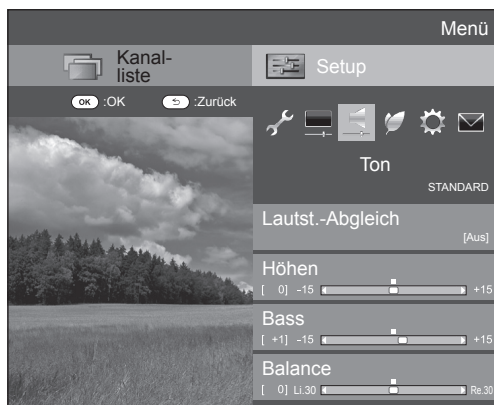 Menü
Kanal-
liste
Setup
OK :OK
:Zurück
Ton
STANDARD
Lautst.-Abgleich
[Aus]
Höhen
[ 0] -15 +15
Bass
[ +1] -15 +15
Balance
[ 0] Li.30 Re.30